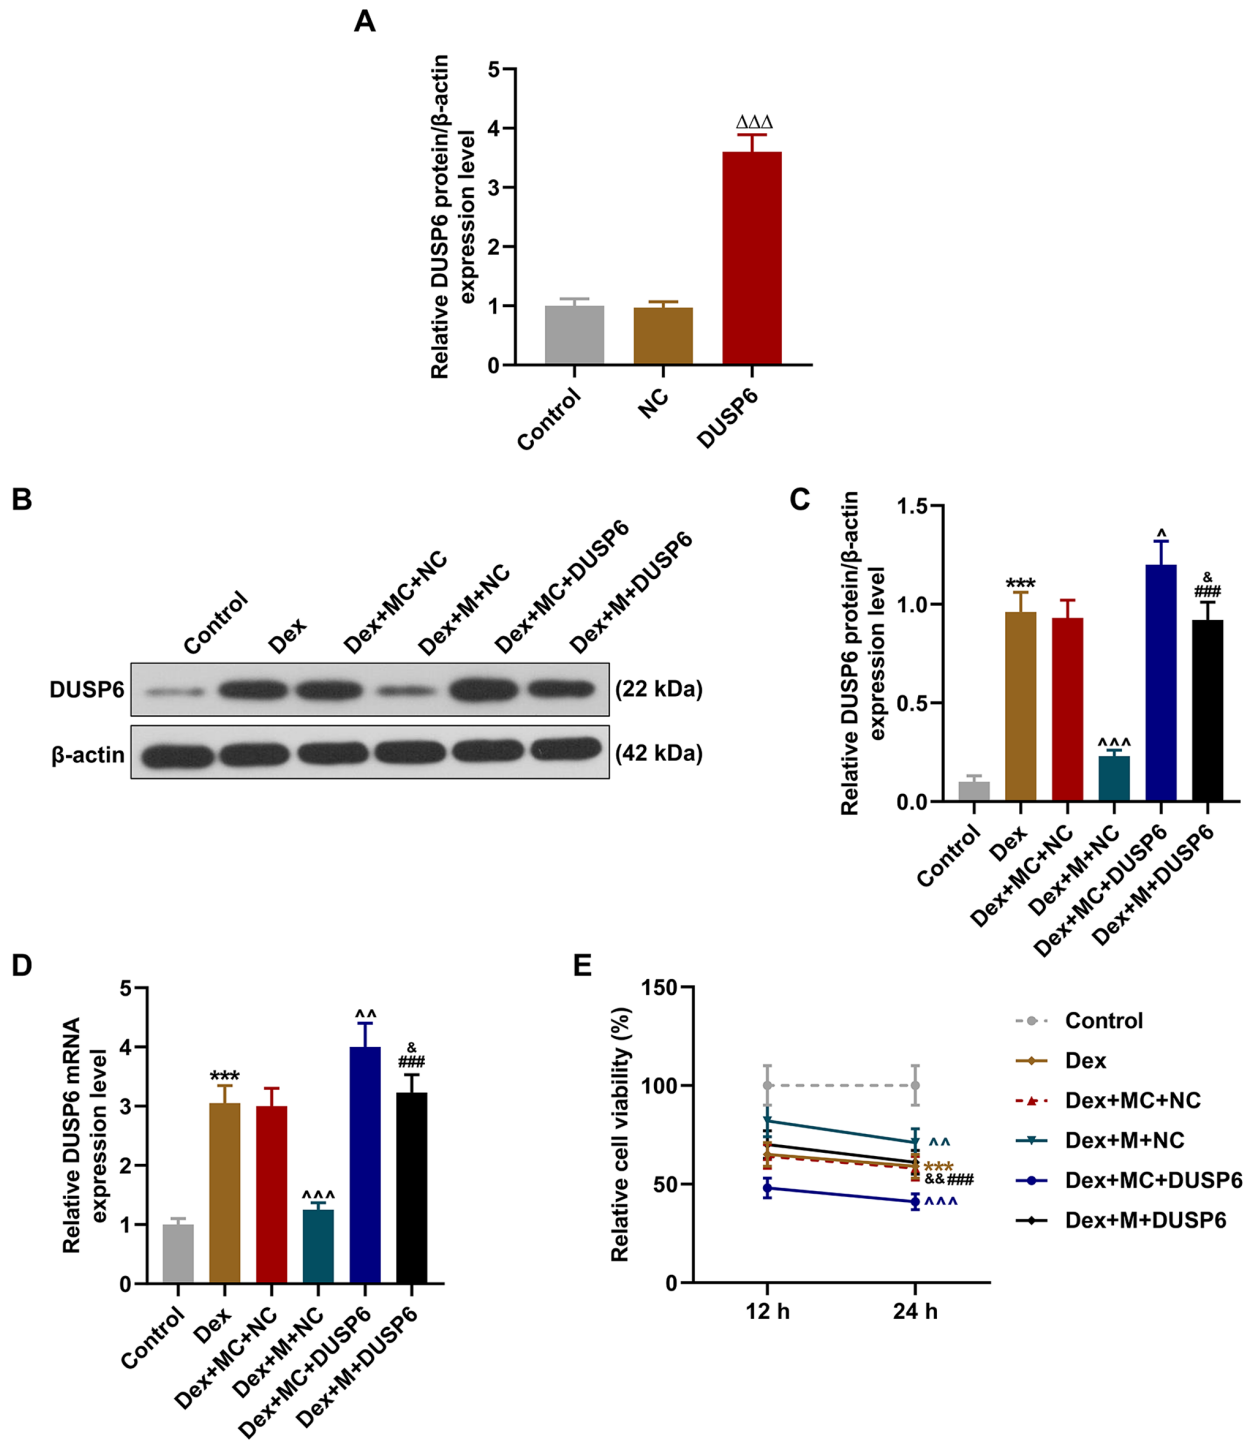 A
Relative DUSP6 protein/β-actin
expression level
5
4
3
2
1
0
ΔΔΔ
Control
NC
DUSP6
B
Control
Dex
Dex+MC+NC
Dex+M+NC
Dex+MC+DUSP6
Dex+M+DUSP6
DUSP6
(22 kDa)
β-actin
(42 kDa)
C
Relative DUSP6 protein/β-actin
expression level
1.5
1.0
0.5
0.0
***
^^^
^
&
###
Control
Dex
Dex+MC+NC
Dex+M+NC
Dex+MC+DUSP6
Dex+M+DUSP6
D
Relative DUSP6 mRNA
expression level
5
4
3
2
1
0
***
^^^
^^
&
###
Control
Dex
Dex+MC+NC
Dex+M+NC
Dex+MC+DUSP6
Dex+M+DUSP6
E
Relative cell viability (%)
150
100
50
0
^^
***
&&###
^^^
12 h
24 h
Control
Dex
Dex+MC+NC
Dex+M+NC
Dex+MC+DUSP6
Dex+M+DUSP6